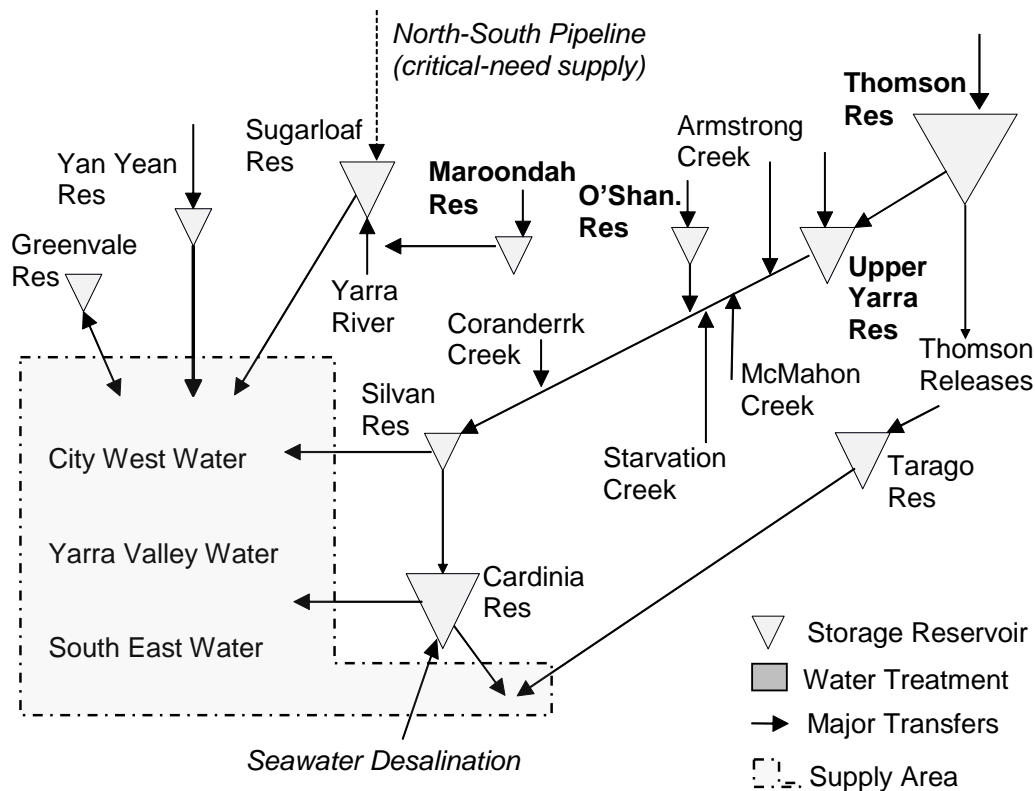 North-South Pipeline
(critical-need supply)
Thomson
Res
Sugarloaf
Res
Armstrong
Creek
Yan Yean
Res
Maroondah
Res
O'Shan.
Res
Greenvale
Res
Yarra
River
Upper
Yarra
Res
Coranderrk
Creek
Thomson
Releases
McMahon
Creek
Silvan
Res
City West Water
Starvation
Creek
Tarago
Res
Yarra Valley Water
Cardinia
Res
South East Water
Storage Reservoir
Water Treatment
Major Transfers
Supply Area
Seawater Desalination